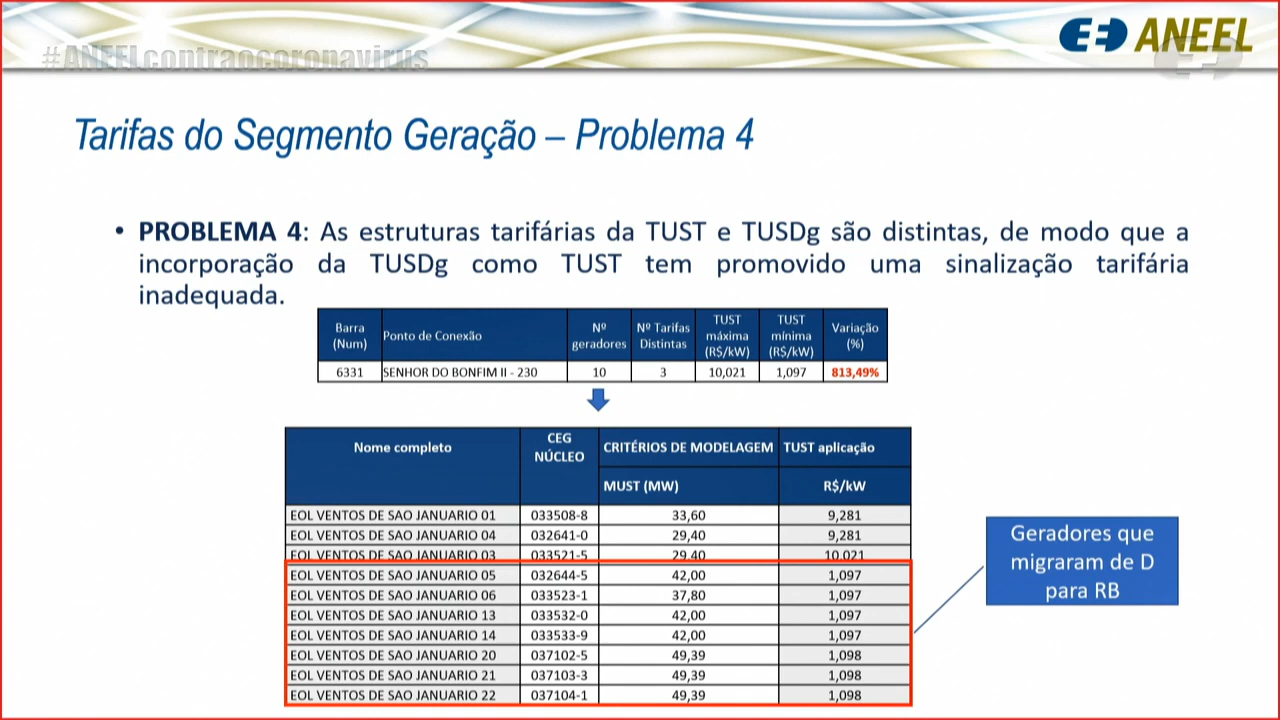 #ANEELcontraocoronavirus
ANEEL
Tarifas do Segmento Geração – Problema 4
• PROBLEMA 4: As estruturas tarifárias da TUST e TUSDg são distintas, de modo que a
incorporação da TUSDg como TUST tem promovido uma sinalização tarifária
inadequada.
Barra (Num) Ponto de Conexão Nº geradores Nº Tarifas Distintas TUST máxima (R$/kW) TUST mínima (R$/kW) Variação (%)
6331 SENHOR DO BONFIM II - 230 10 3 10,021 1,097 813,49%
Nome completo CEG NÚCLEO CRITÉRIOS DE MODELAGEM TUST aplicação
MUST (MW) R$/kW
EOL VENTOS DE SAO JANUARIO 01 033508-8 33,60 9,281
EOL VENTOS DE SAO JANUARIO 04 032641-0 29,40 9,281
EOL VENTOS DE SAO JANUARIO 03 033521-5 29,40 10,021
EOL VENTOS DE SAO JANUARIO 05 032644-5 42,00 1,097
EOL VENTOS DE SAO JANUARIO 06 033523-1 37,80 1,097
EOL VENTOS DE SAO JANUARIO 13 033532-0 42,00 1,097
EOL VENTOS DE SAO JANUARIO 14 033533-9 42,00 1,097
EOL VENTOS DE SAO JANUARIO 20 037102-5 49,39 1,098
EOL VENTOS DE SAO JANUARIO 21 037103-3 49,39 1,098
EOL VENTOS DE SAO JANUARIO 22 037104-1 49,39 1,098
Geradores que
migraram de D
para RB